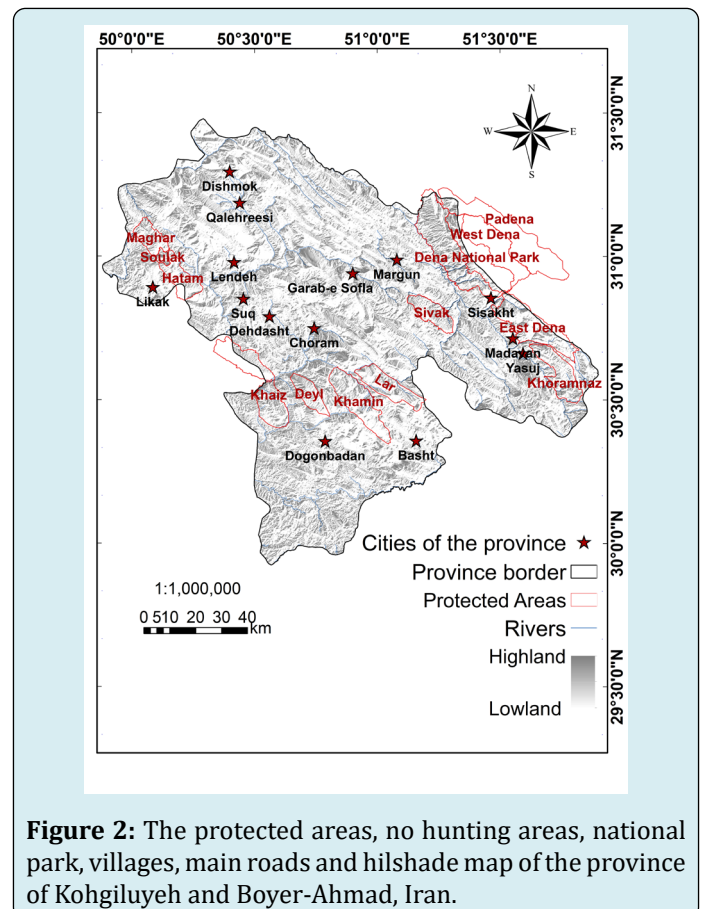 50°0'0"E 50°30'0"E 51°0'0"E 51°30'0"E
N
W E
S
31°30'0"N
31°0'0"N
30°30'0"N
30°0'0"N
29°30'0"N
Dishmok
Qalehreesi
Padena
West Dena
Maghar
Soulak
Dena National Park
Hatam
Lendeh
Margun
Garab-e Sofla
Likak
Sisakht
Suq
Sivak
Dehdasht
East Dena
Choram
Madavan
Yasuj
Lar
Khoramnaz
Khaiz
Deyl
Khamin
Dogonbadan
Basht
Cities of the province
Province border
1:1,000,000
Protected Areas
0 510 20 30 40
km
Rivers
Highland
Lowland
Figure 2: The protected areas, no hunting areas, national
park, villages, main roads and hilshade map of the province
of Kohgiluyeh and Boyer-Ahmad, Iran.